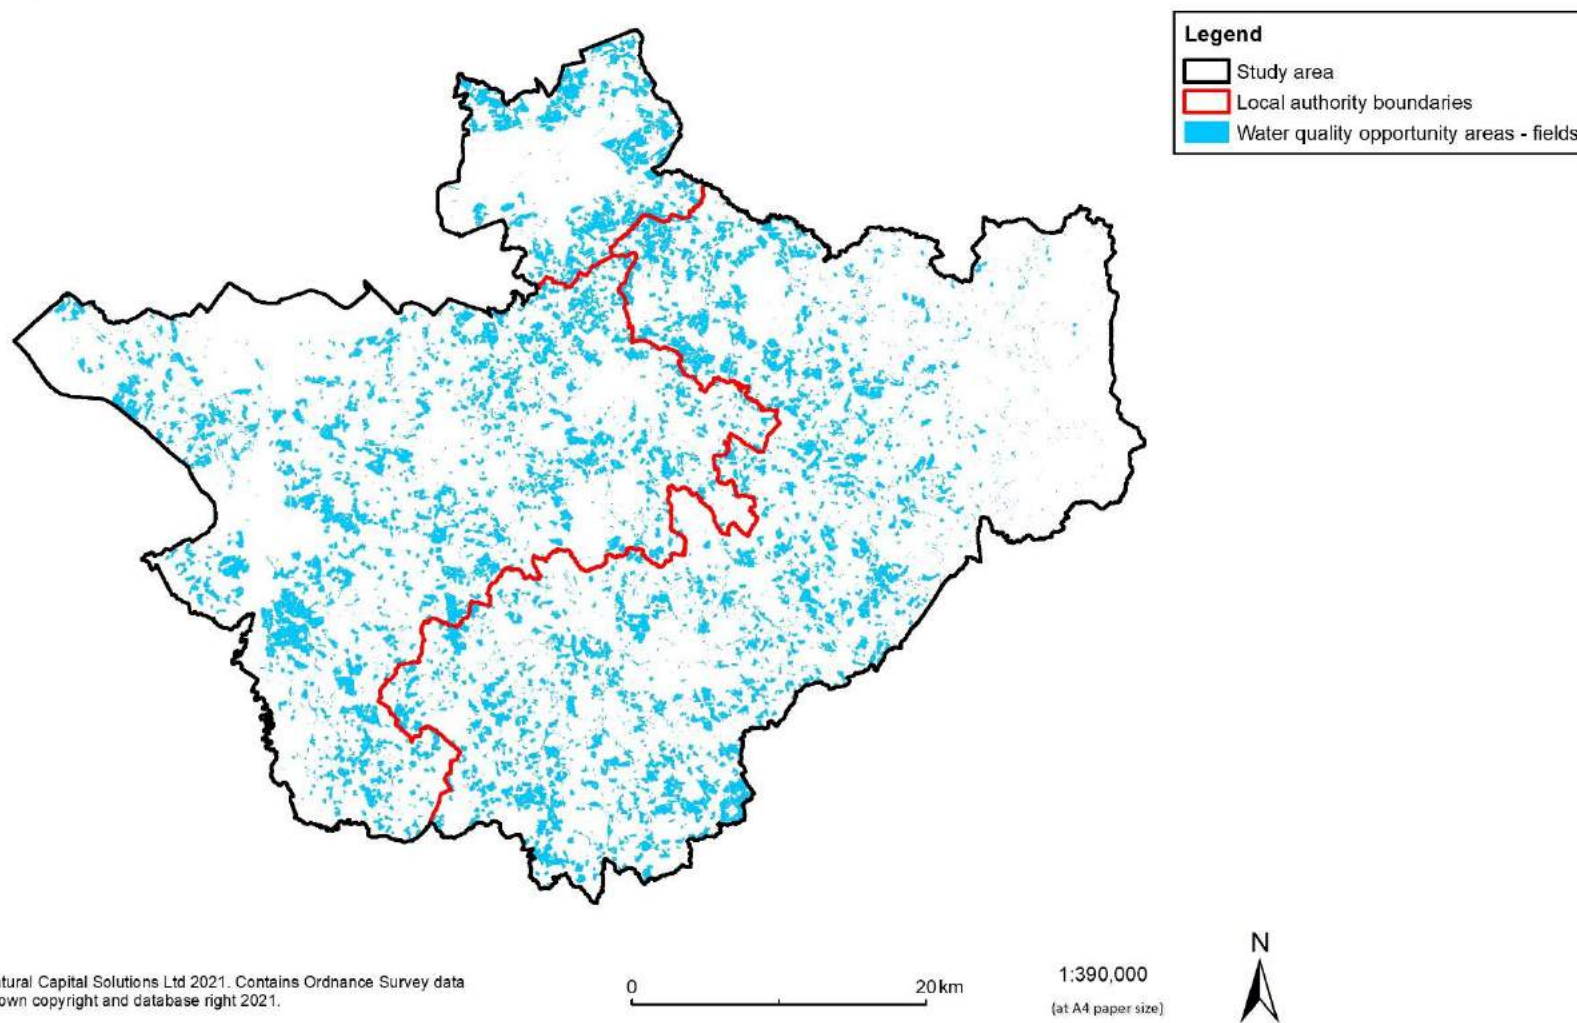 Legend
Study area
Local authority boundaries
Water quality opportunity areas - fields
N
atural Capital Solutions Ltd 2021. Contains Ordnance Survey data
own copyright and database right 2021.
0 20km
1:390,000
(at A4 paper size)